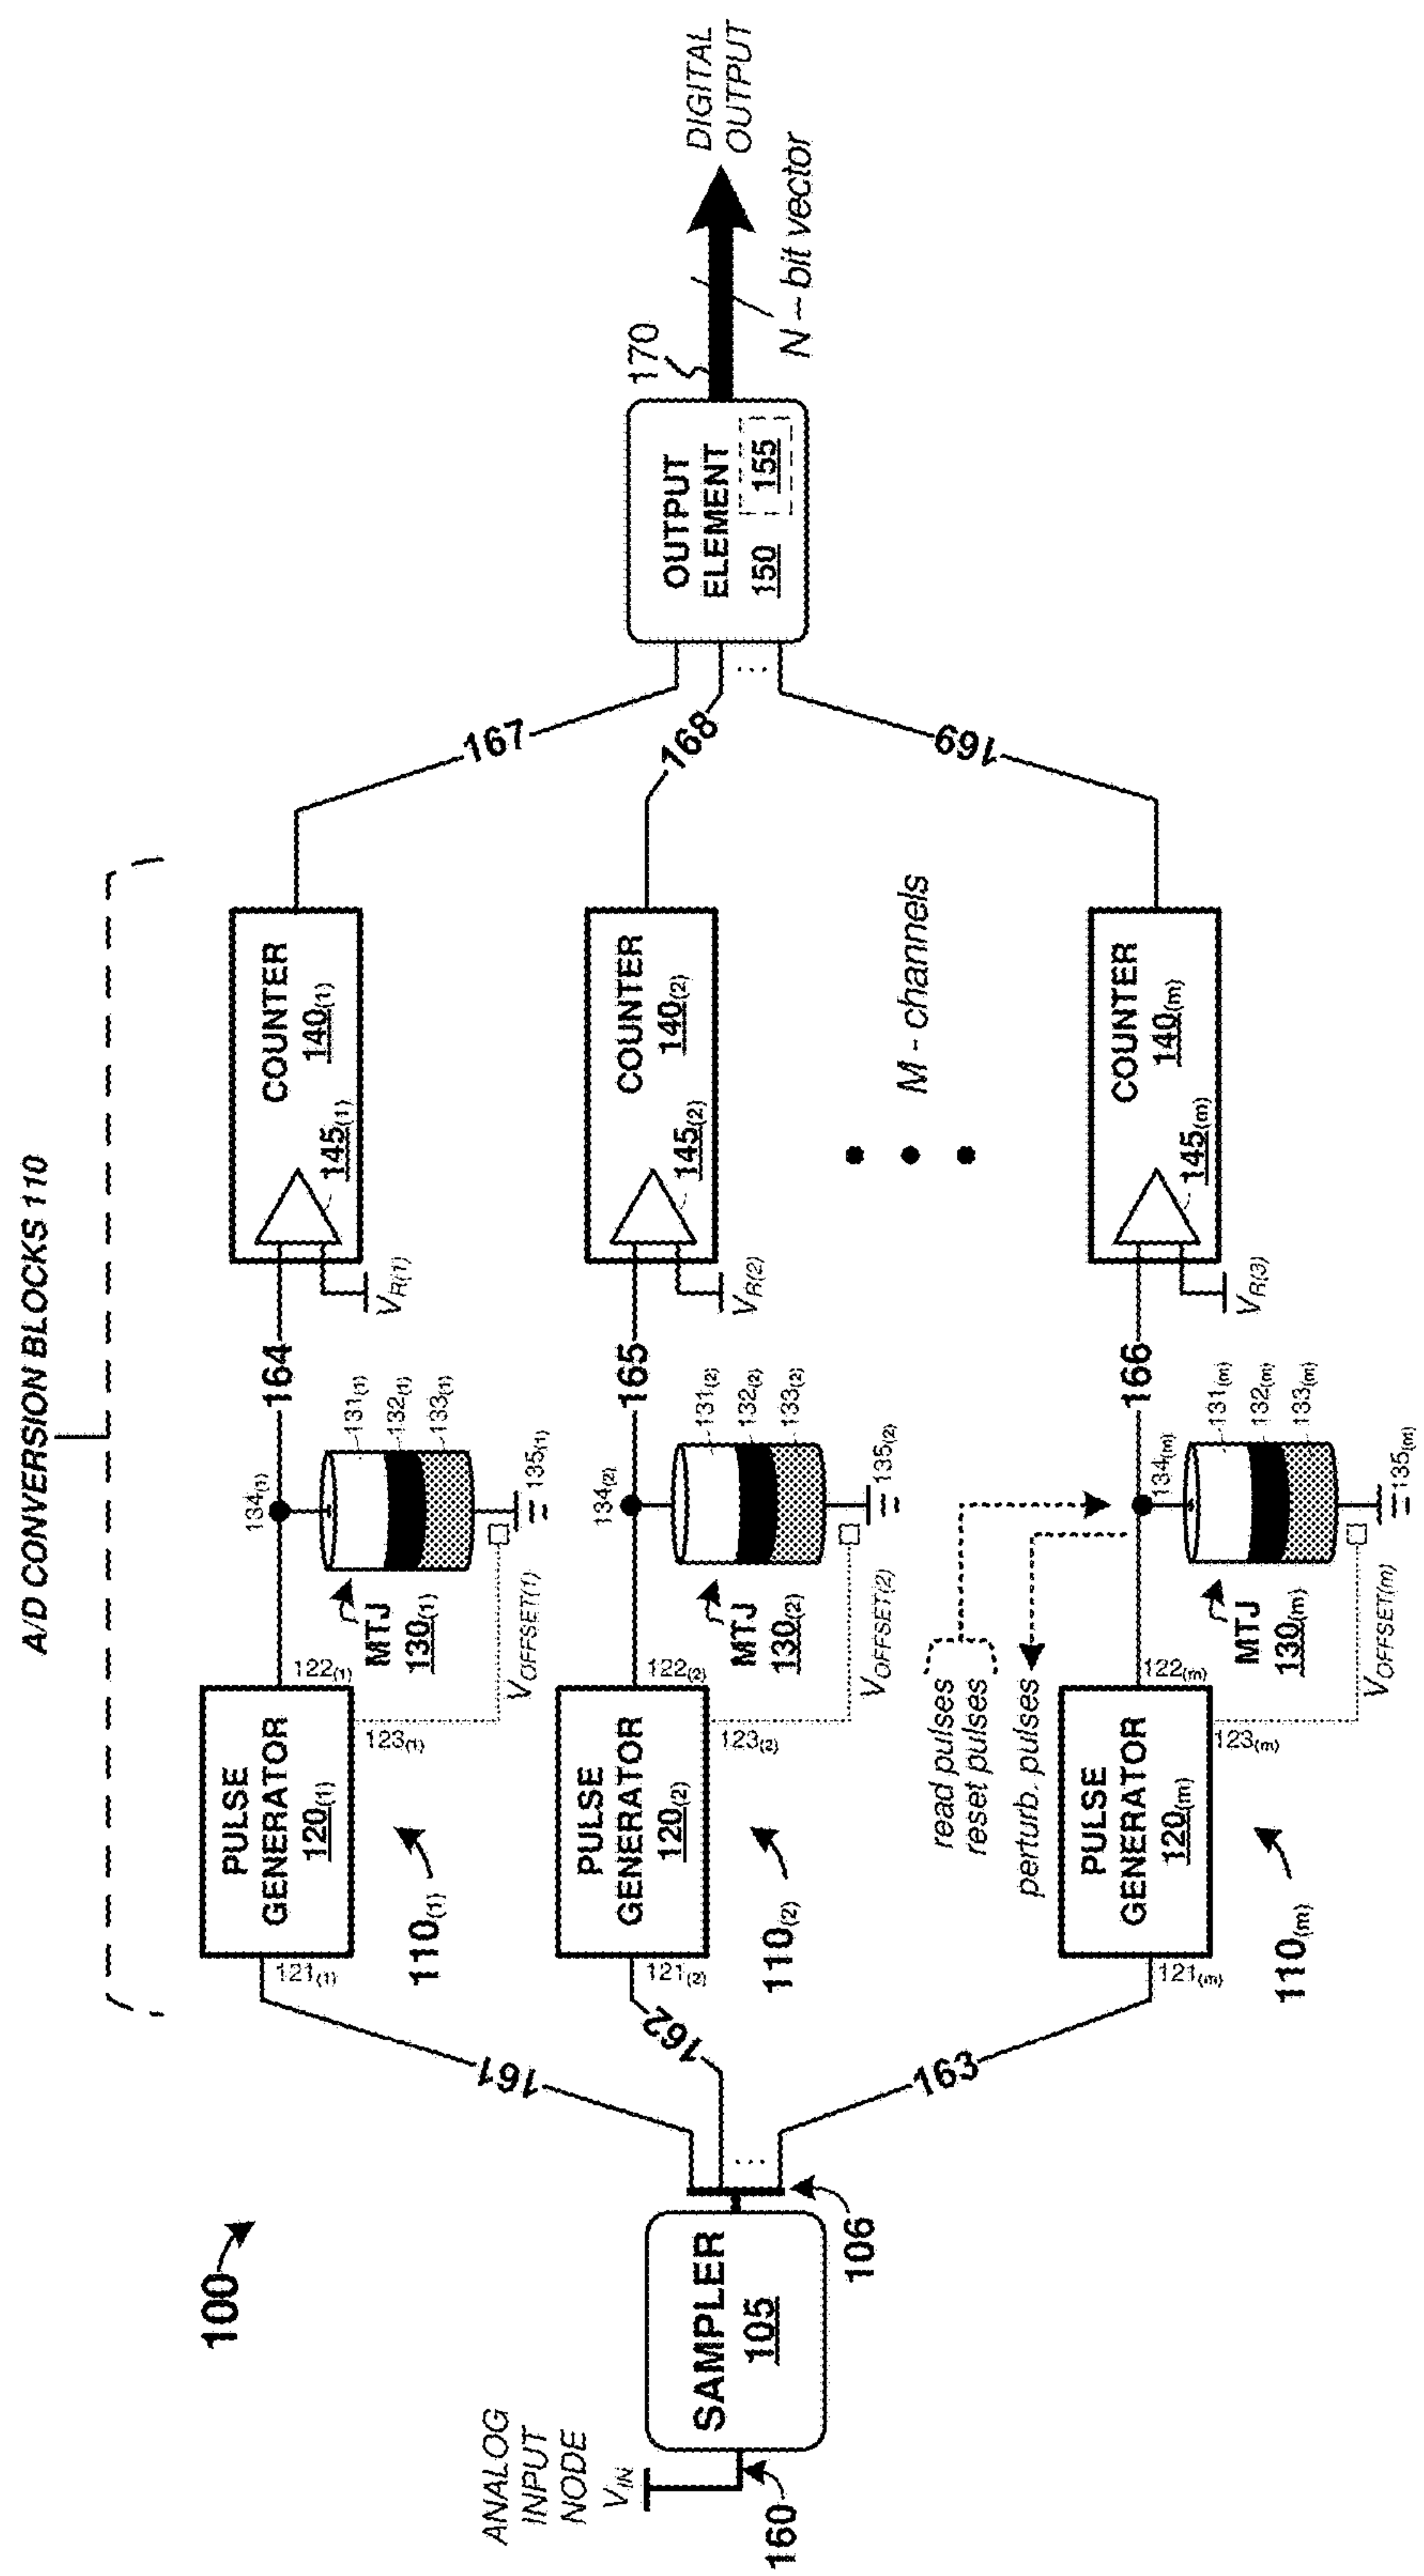 A/D CONVERSION BLOCKS 110
100
ANALOG
INPUT
NODE
V_IN
160
SAMPLER
105
106
...
161
162
163
121(1)
PULSE
GENERATOR
120(1)
122(1)
123(1)
110(1)
134(1)
MTJ
130(1)
131(1)
132(1)
133(1)
135(1)
V_OFFSET(1)
164
V_R(1)
145(1)
COUNTER
140(1)
167
121(2)
PULSE
GENERATOR
120(2)
122(2)
123(2)
110(2)
134(2)
MTJ
130(2)
131(2)
132(2)
133(2)
135(2)
V_OFFSET(2)
165
V_R(2)
145(2)
COUNTER
140(2)
168
read pulses
reset pulses
perturb. pulses
M - channels
121(m)
PULSE
GENERATOR
120(m)
122(m)
123(m)
110(m)
134(m)
MTJ
130(m)
131(m)
132(m)
133(m)
135(m)
V_OFFSET(m)
166
V_R(3)
145(m)
COUNTER
140(m)
169
...
OUTPUT
ELEMENT
150
155
170
N – bit vector
DIGITAL
OUTPUT